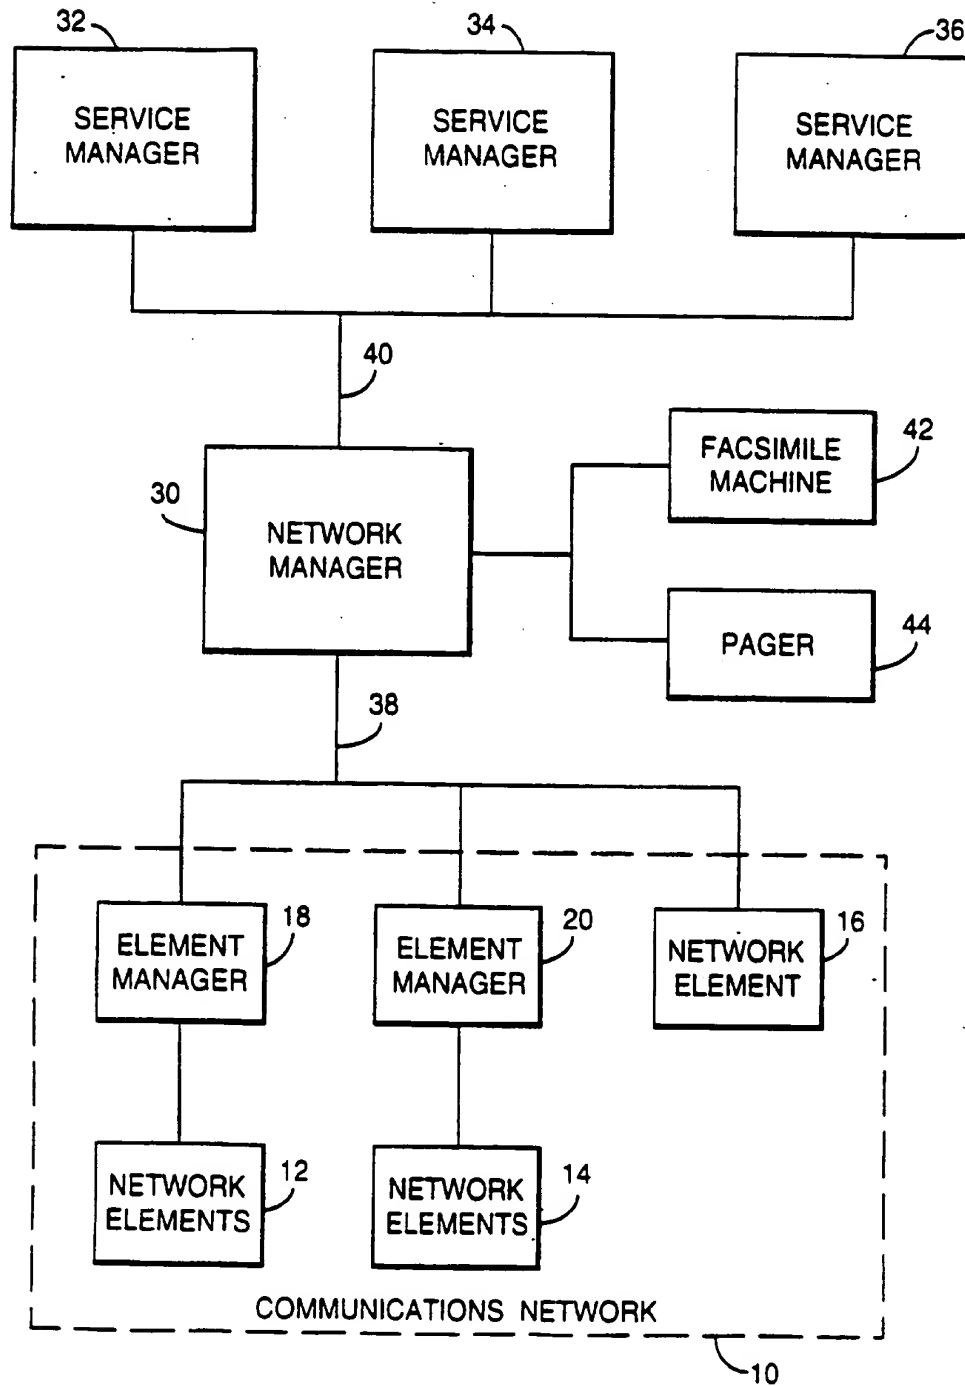 32
34
36
SERVICE
MANAGER
SERVICE
MANAGER
SERVICE
MANAGER
40
30
NETWORK
MANAGER
FACSIMILE
MACHINE
42
PAGER
44
38
ELEMENT
MANAGER
18
ELEMENT
MANAGER
20
NETWORK
ELEMENT
16
NETWORK
ELEMENTS
12
NETWORK
ELEMENTS
14
COMMUNICATIONS NETWORK
10